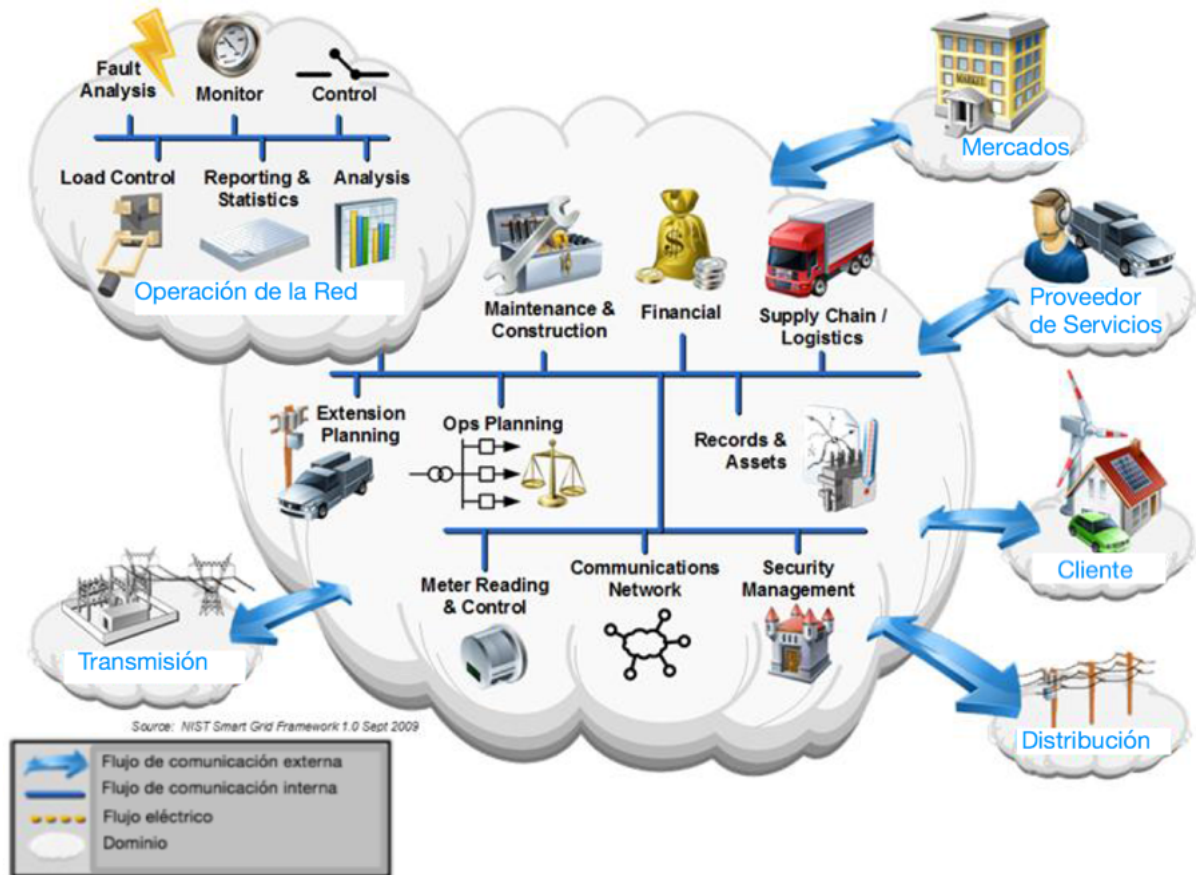 Fault
Analysis
Monitor
Control
Load Control
Reporting &
Statistics
Analysis
Operación de la Red
Maintenance &
Construction
Financial
Supply Chain /
Logistics
Extension
Planning
Ops Planning
Records &
Assets
Meter Reading
& Control
Communications
Network
Security
Management
MARKET
Mercados
Proveedor
de Servicios
Cliente
Distribución
Transmisión
Source: NIST Smart Grid Framework 1.0 Sept 2009
Flujo de comunicación externa
Flujo de comunicación interna
Flujo eléctrico
Dominio